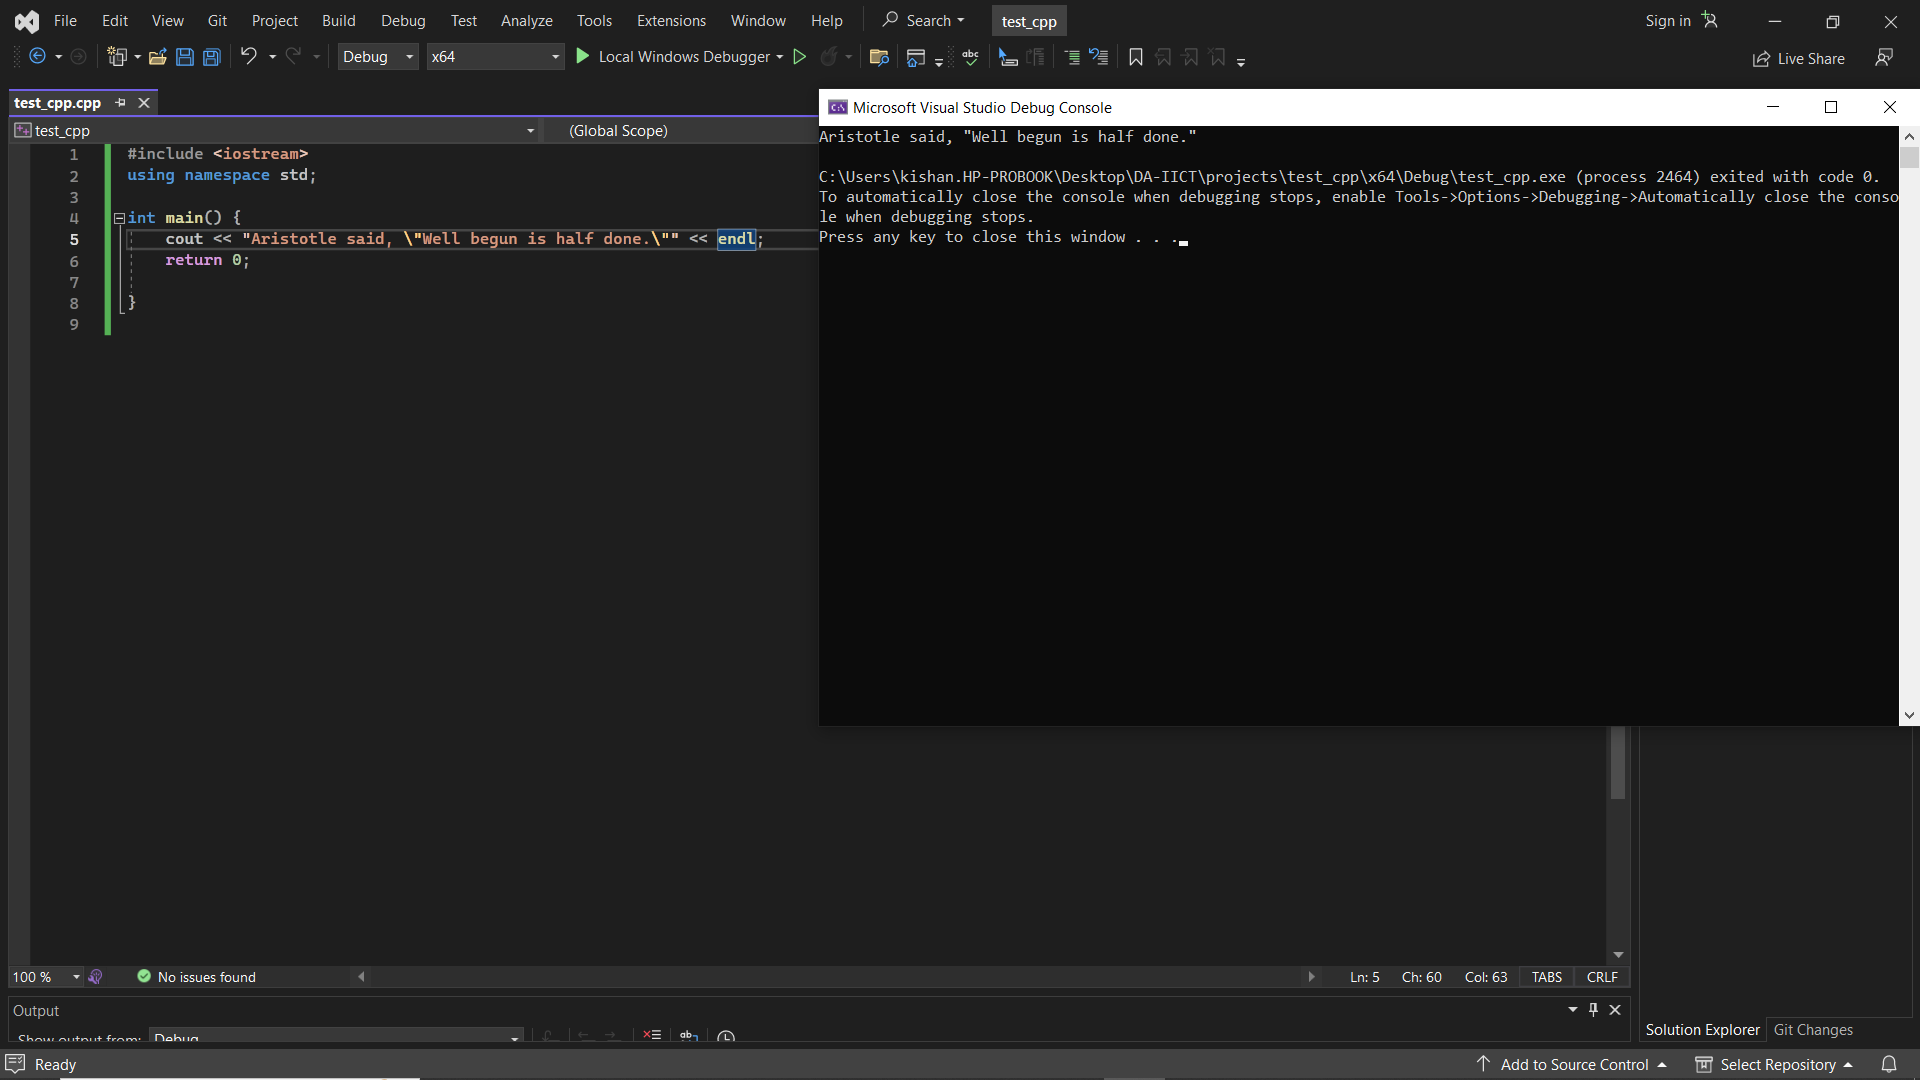 File Edit View Git Project Build Debug Test Analyze Tools Extensions Window Help Search test_cpp Sign in
Debug x64 Local Windows Debugger Live Share
test_cpp.cpp
test_cpp (Global Scope)
1 #include <iostream>
2 using namespace std;
3
4 int main() {
5 cout << "Aristotle said, \"Well begun is half done.\"" << endl;
6 return 0;
7
8 }
9
Microsoft Visual Studio Debug Console
Aristotle said, "Well begun is half done."
C:\Users\kishan.HP-PROBOOK\Desktop\DA-IICT\projects\test_cpp\x64\Debug\test_cpp.exe (process 2464) exited with code 0.
To automatically close the console when debugging stops, enable Tools->Options->Debugging->Automatically close the conso
le when debugging stops.
Press any key to close this window . . .
100 % No issues found Ln: 5 Ch: 60 Col: 63 TABS CRLF
Output
Show output from: Debug
Solution Explorer Git Changes
Ready Add to Source Control Select Repository